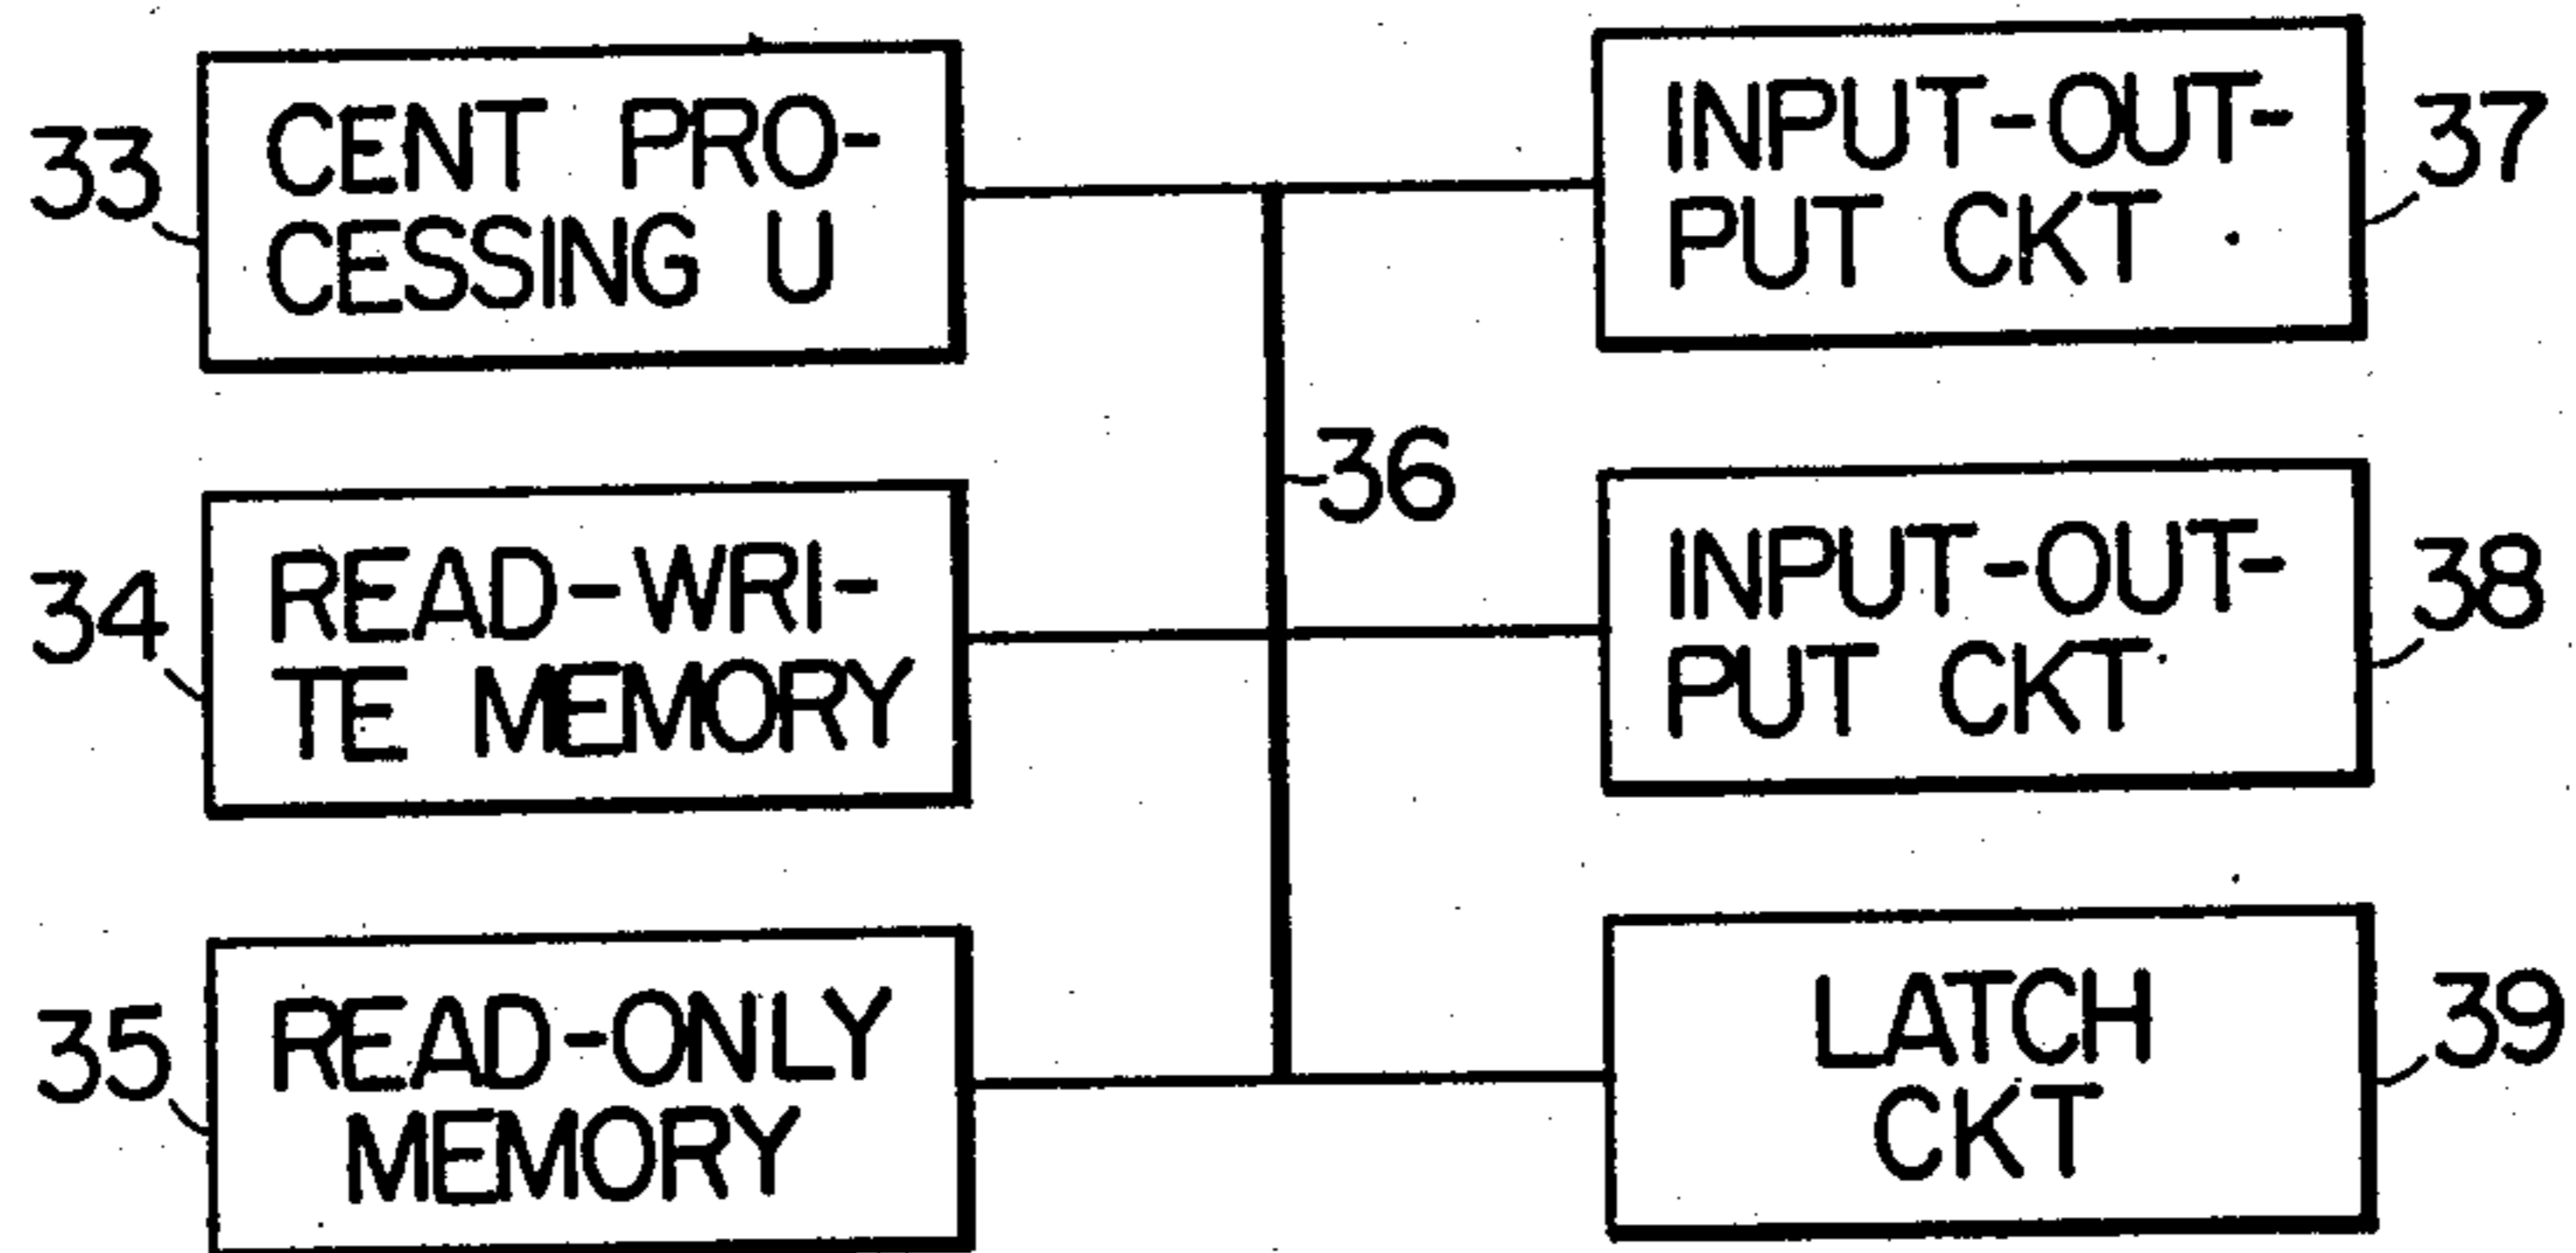 33
CENT PRO-
CESSING U
INPUT-OUT-
PUT CKT
37
36
34
READ-WRI-
TE MEMORY
INPUT-OUT-
PUT CKT
38
35
READ-ONLY
MEMORY
LATCH
CKT
39